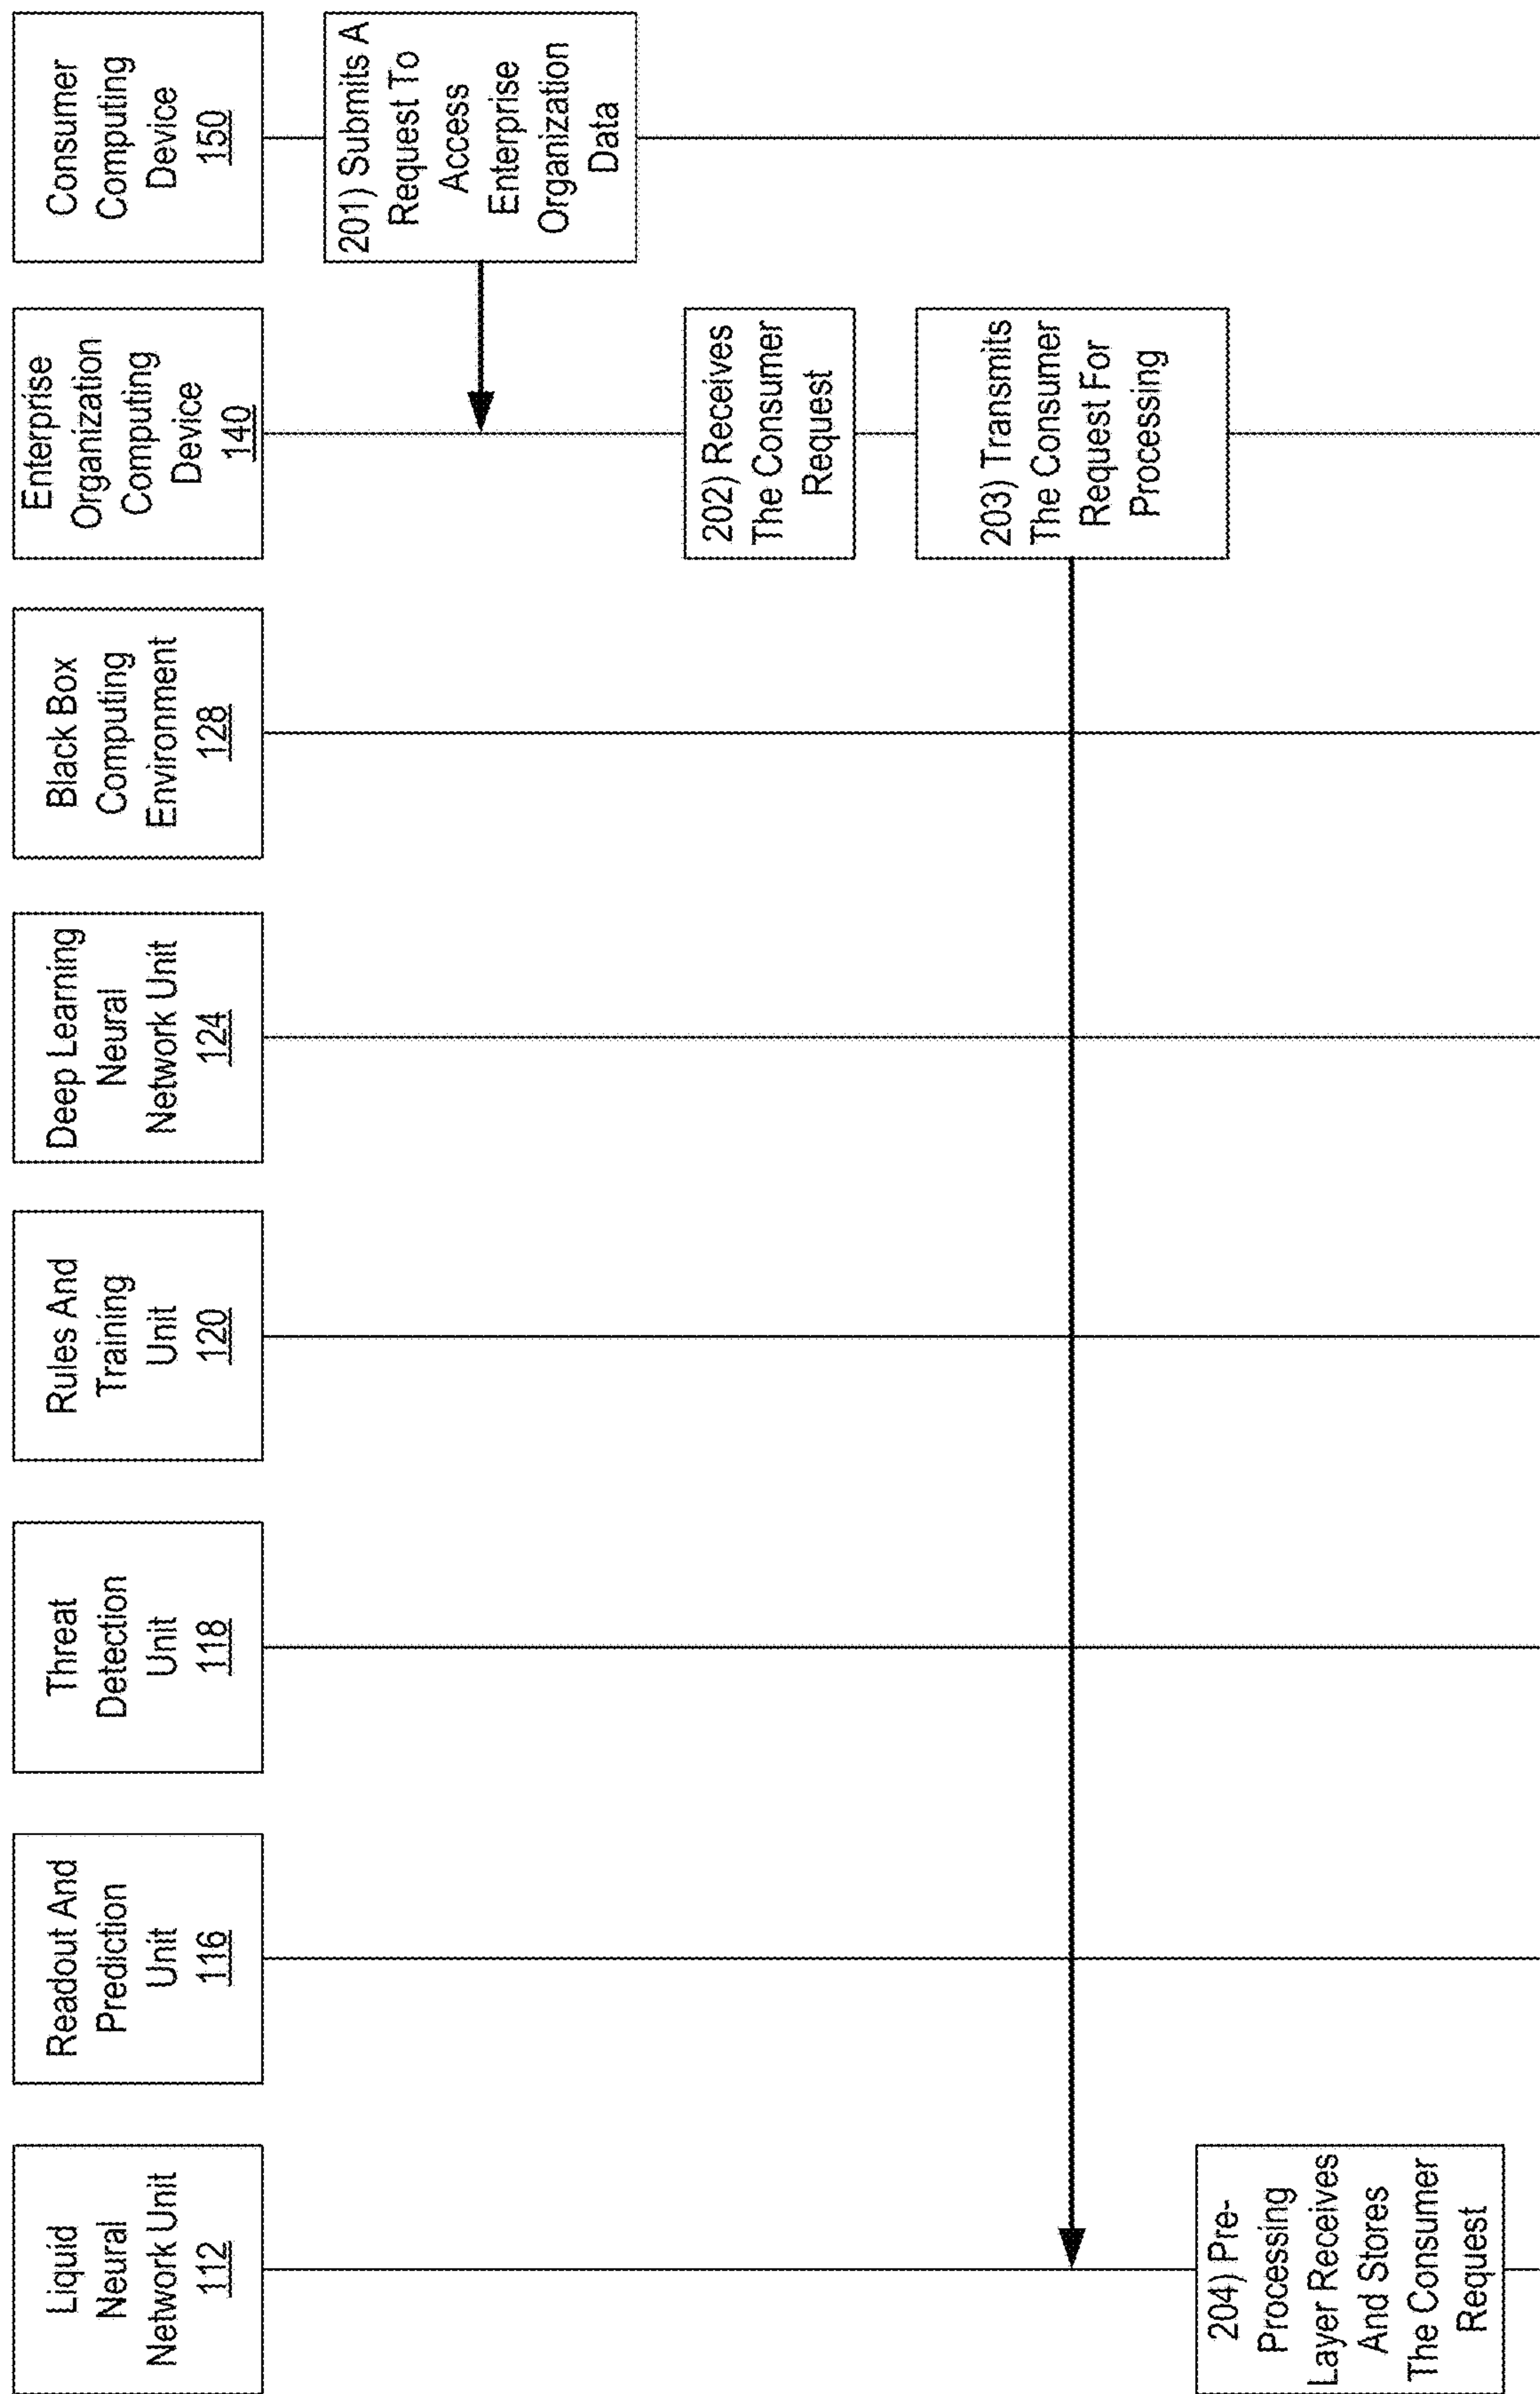 Liquid
Neural
Network Unit
112
Readout And
Prediction
Unit
116
Threat
Detection
Unit
118
Rules And
Training
Unit
120
Deep Learning
Neural
Network Unit
124
Black Box
Computing
Environment
128
Enterprise
Organization
Computing
Device
140
Consumer
Computing
Device
150
201) Submits A
Request To
Access
Enterprise
Organization
Data
202) Receives
The Consumer
Request
203) Transmits
The Consumer
Request For
Processing
204) Pre-
Processing
Layer Receives
And Stores
The Consumer
Request